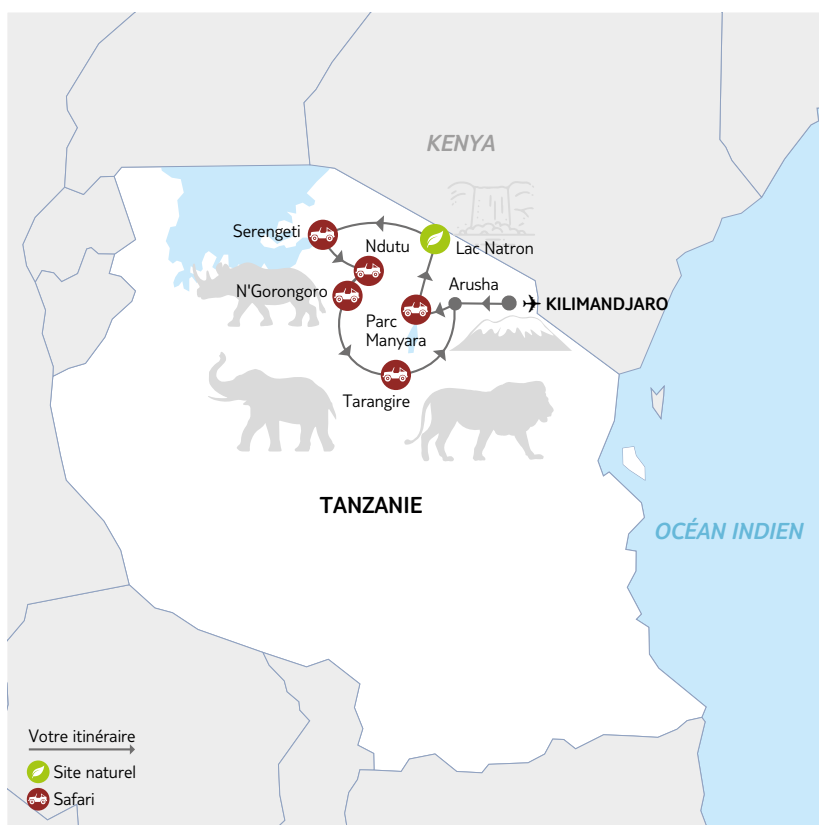 KENYA
Serengeti
Ndutu
Lac Natron
N'Gorongoro
Arusha
KILIMANDJARO
Parc
Manyara
Tarangire
TANZANIE
OCÉAN INDIEN
Votre itinéraire
Site naturel
Safari